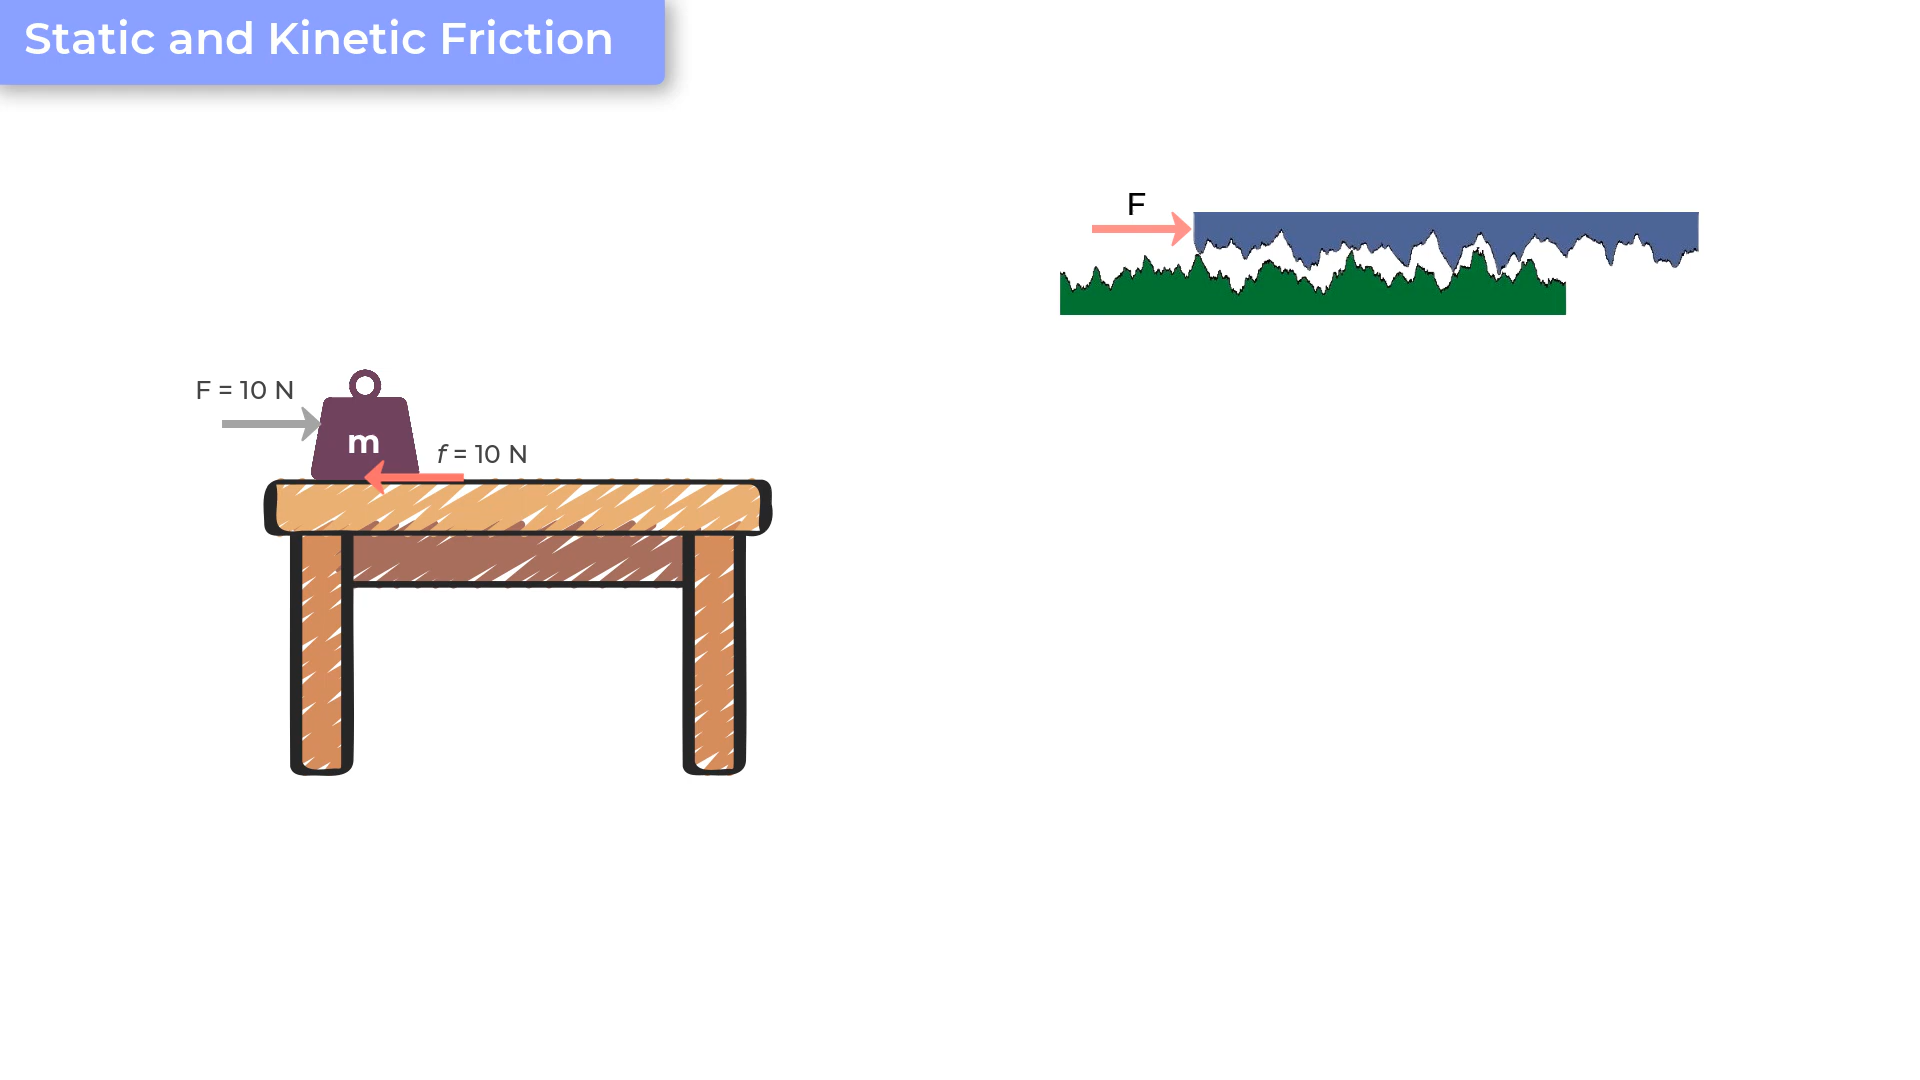 Static and Kinetic Friction
F
F = 10 N
m
f = 10 N